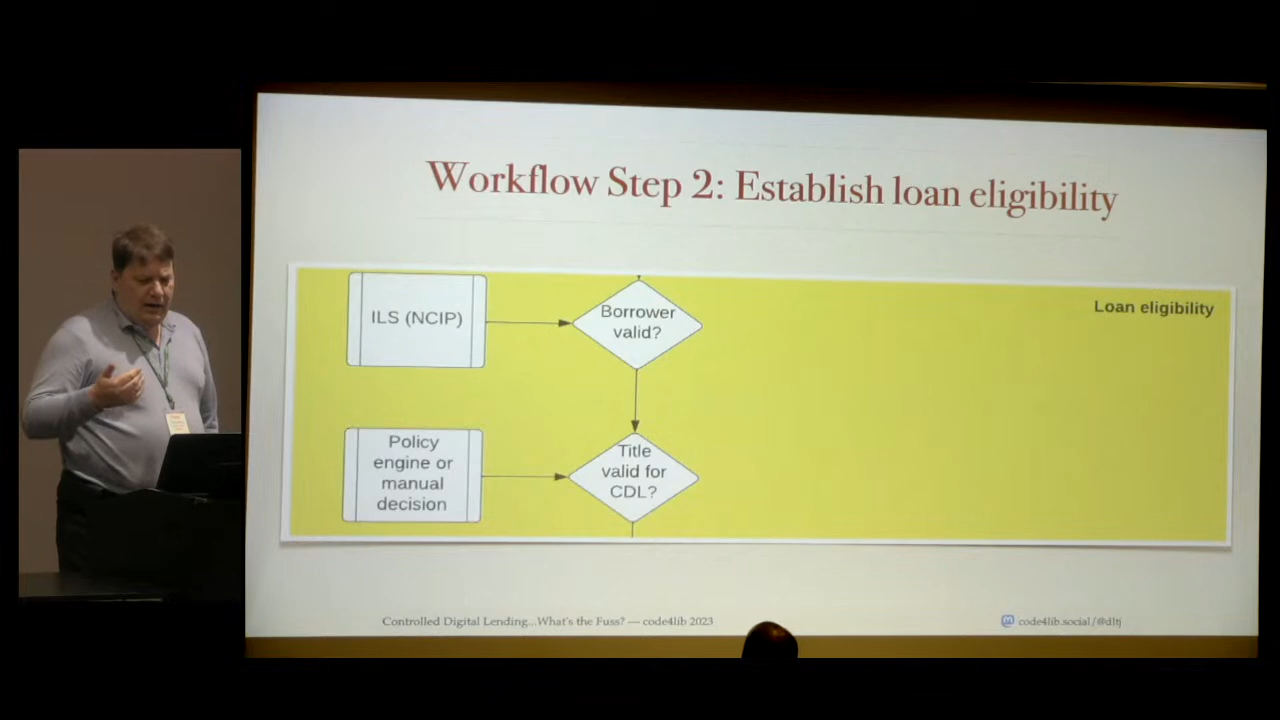 Workflow Step 2: Establish loan eligibility
Loan eligibility
ILS (NCIP)
Borrower
valid?
Policy
engine or
manual
decision
Title
valid for
CDL?
Controlled Digital Lending...What's the Fuss? — code4lib 2023
code4lib.social/@dltj